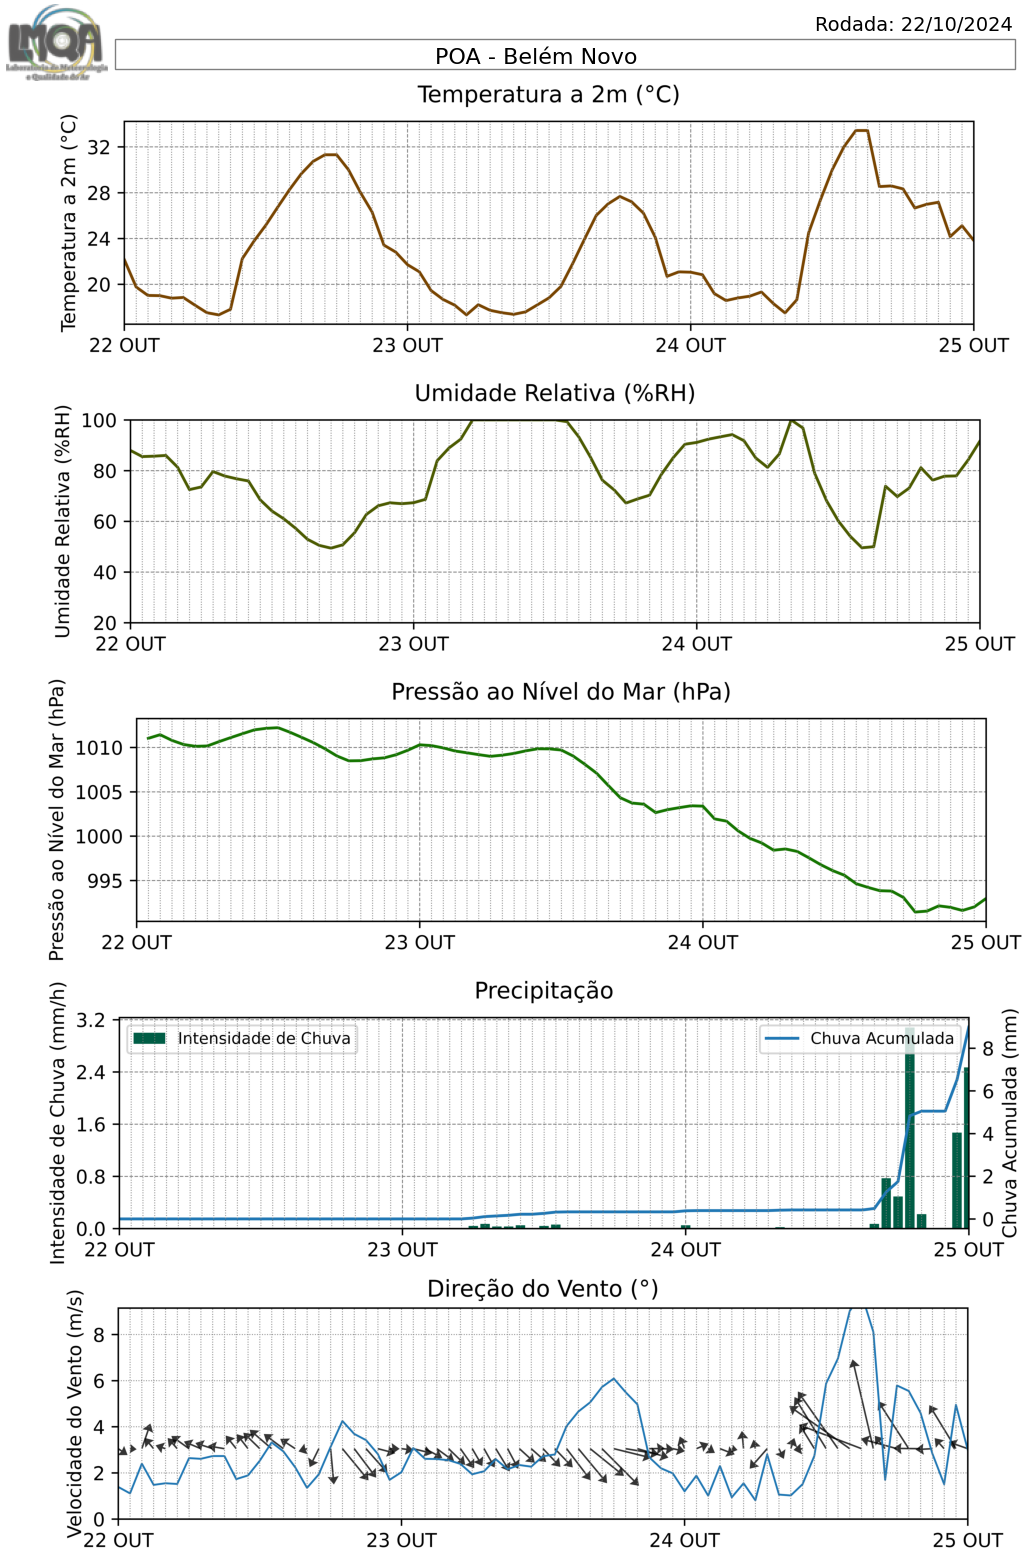 LMQA
Laboratório de Meteorologia
e Qualidade do Ar
Rodada: 22/10/2024
POA - Belém Novo
Temperatura a 2m (°C)
Temperatura a 2m (°C)
32
28
24
20
22 OUT 23 OUT 24 OUT 25 OUT
Umidade Relativa (%RH)
Umidade Relativa (%RH)
100
80
60
40
20
22 OUT 23 OUT 24 OUT 25 OUT
Pressão ao Nível do Mar (hPa)
Pressão ao Nível do Mar (hPa)
1010
1005
1000
995
22 OUT 23 OUT 24 OUT 25 OUT
Precipitação
Intensidade de Chuva (mm/h)
3.2
2.4
1.6
0.8
0.0
Intensidade de Chuva
Chuva Acumulada
8
6
4
2
0
Chuva Acumulada (mm)
22 OUT 23 OUT 24 OUT 25 OUT
Direção do Vento (°)
Velocidade do Vento (m/s)
8
6
4
2
0
22 OUT 23 OUT 24 OUT 25 OUT